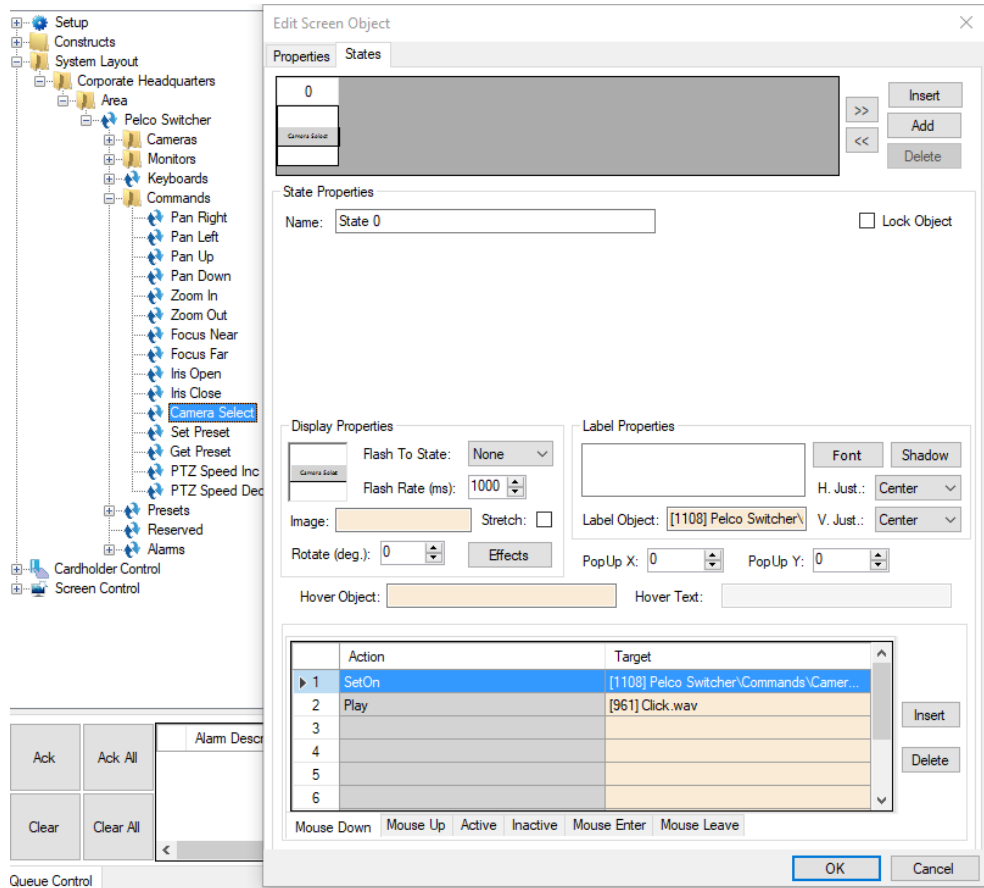 Setup
Constructs
System Layout
Corporate Headquarters
Area
Pelco Switcher
Cameras
Monitors
Keyboards
Commands
Pan Right
Pan Left
Pan Up
Pan Down
Zoom In
Zoom Out
Focus Near
Focus Far
Iris Open
Iris Close
Camera Select
Set Preset
Get Preset
PTZ Speed Inc
PTZ Speed Dec
Presets
Reserved
Alarms
Cardholder Control
Screen Control
Ack
Ack All
Clear
Clear All
Alarm Descr
Queue Control
Edit Screen Object
Properties
States
0
Camera Select
>>
<<
Insert
Add
Delete
State Properties
Name: State 0
Lock Object
Display Properties
Camera Select
Flash To State: None
Flash Rate (ms): 1000
Image:
Stretch:
Rotate (deg.): 0
Effects
Label Properties
Font
Shadow
H. Just.: Center
Label Object: [1108] Pelco Switcher\
V. Just.: Center
PopUp X: 0
PopUp Y: 0
Hover Object:
Hover Text:
Action Target
1 SetOn [1108] Pelco Switcher\Commands\Camer...
2 Play [961] Click.wav
3
4
5
6
Insert
Delete
Mouse Down Mouse Up Active Inactive Mouse Enter Mouse Leave
OK
Cancel